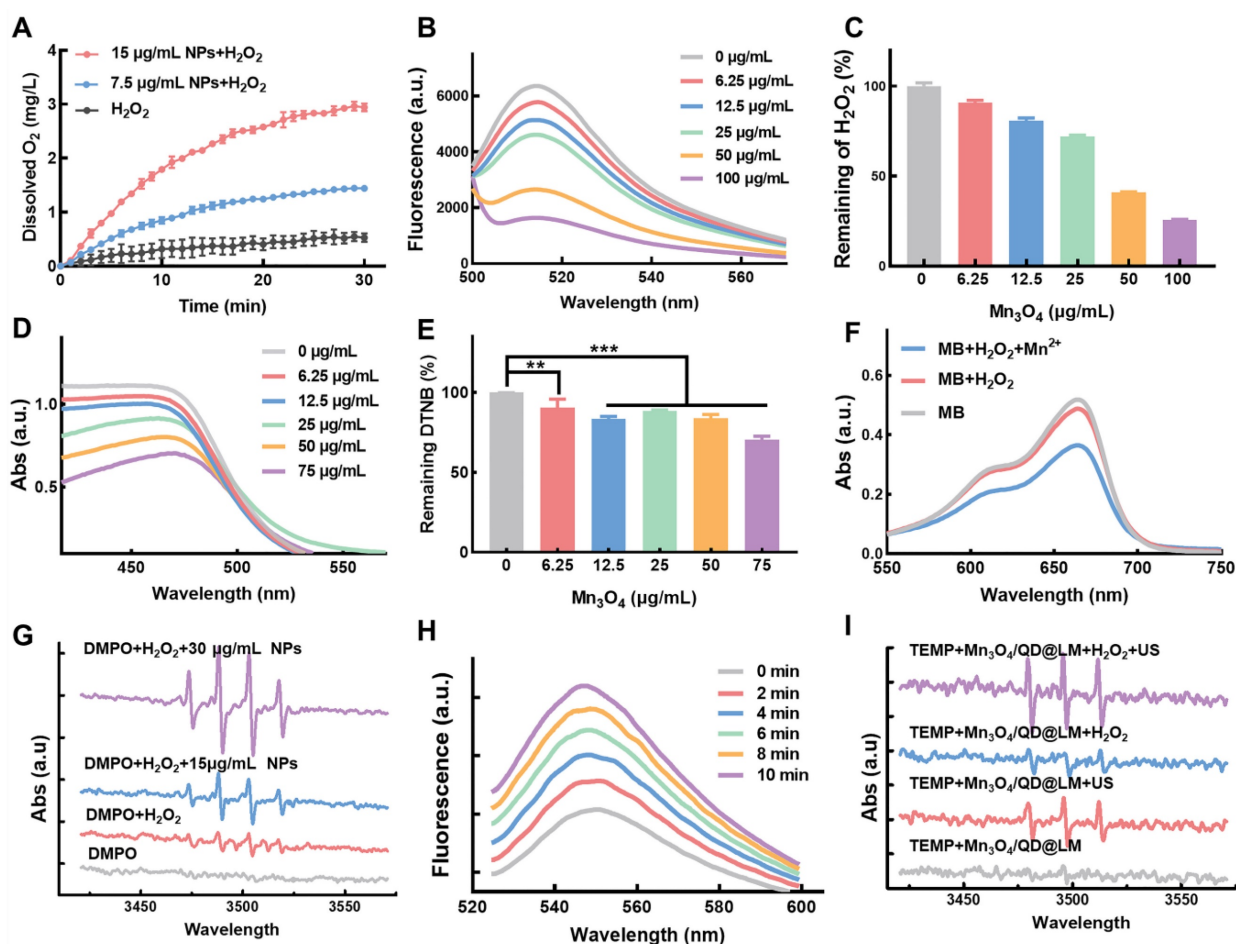 A
Dissolved O₂ (mg/L)
4
3
2
1
0
15 µg/mL NPs+H₂O₂
7.5 µg/mL NPs+H₂O₂
H₂O₂
0
10
20
30
Time (min)
B
Fluorescence (a.u.)
6000
4000
2000
0
0 µg/mL
6.25 µg/mL
12.5 µg/mL
25 µg/mL
50 µg/mL
100 µg/mL
500
520
540
560
Wavelength (nm)
C
Remaining of H₂O₂ (%)
100
50
0
0
6.25
12.5
25
50
100
Mn₃O₄ (µg/mL)
D
Abs (a.u.)
1.0
0.5
0 µg/mL
6.25 µg/mL
12.5 µg/mL
25 µg/mL
50 µg/mL
75 µg/mL
450
500
550
Wavelength (nm)
E
Remaining DTNB (%)
100
50
0
**
***
0
6.25
12.5
25
50
75
Mn₃O₄ (µg/mL)
F
Abs (a.u.)
0.6
0.4
0.2
0.0
MB+H₂O₂+Mn²⁺
MB+H₂O₂
MB
550
600
650
700
750
Wavelength (nm)
G
Abs (a.u)
DMPO+H₂O₂+30 µg/mL NPs
DMPO+H₂O₂+15µg/mL NPs
DMPO+H₂O₂
DMPO
3450
3500
3550
Wavelength
H
Fluorescence (a.u.)
0 min
2 min
4 min
6 min
8 min
10 min
520
540
560
580
600
Wavelength (nm)
I
Abs (a.u)
TEMP+Mn₃O₄/QD@LM+H₂O₂+US
TEMP+Mn₃O₄/QD@LM+H₂O₂
TEMP+Mn₃O₄/QD@LM+US
TEMP+Mn₃O₄/QD@LM
3450
3500
3550
Wavelength